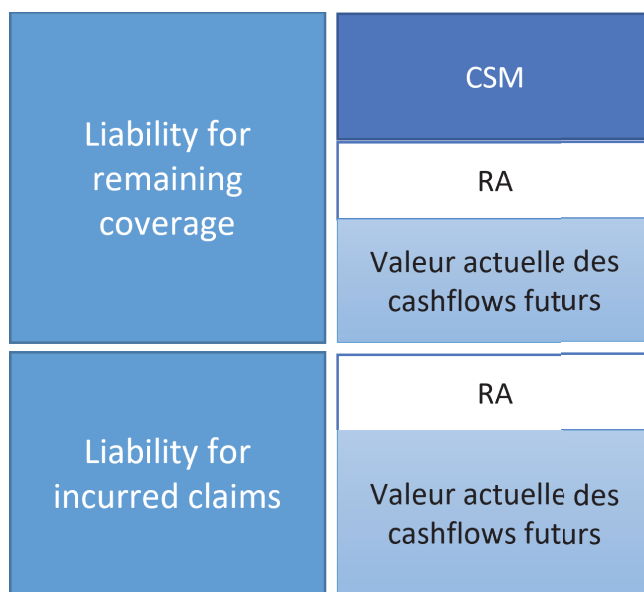 Liability for
remaining
coverage
CSM
RA
Valeur actuelle des
cashflows futurs
Liability for
incurred claims
RA
Valeur actuelle des
cashflows futurs